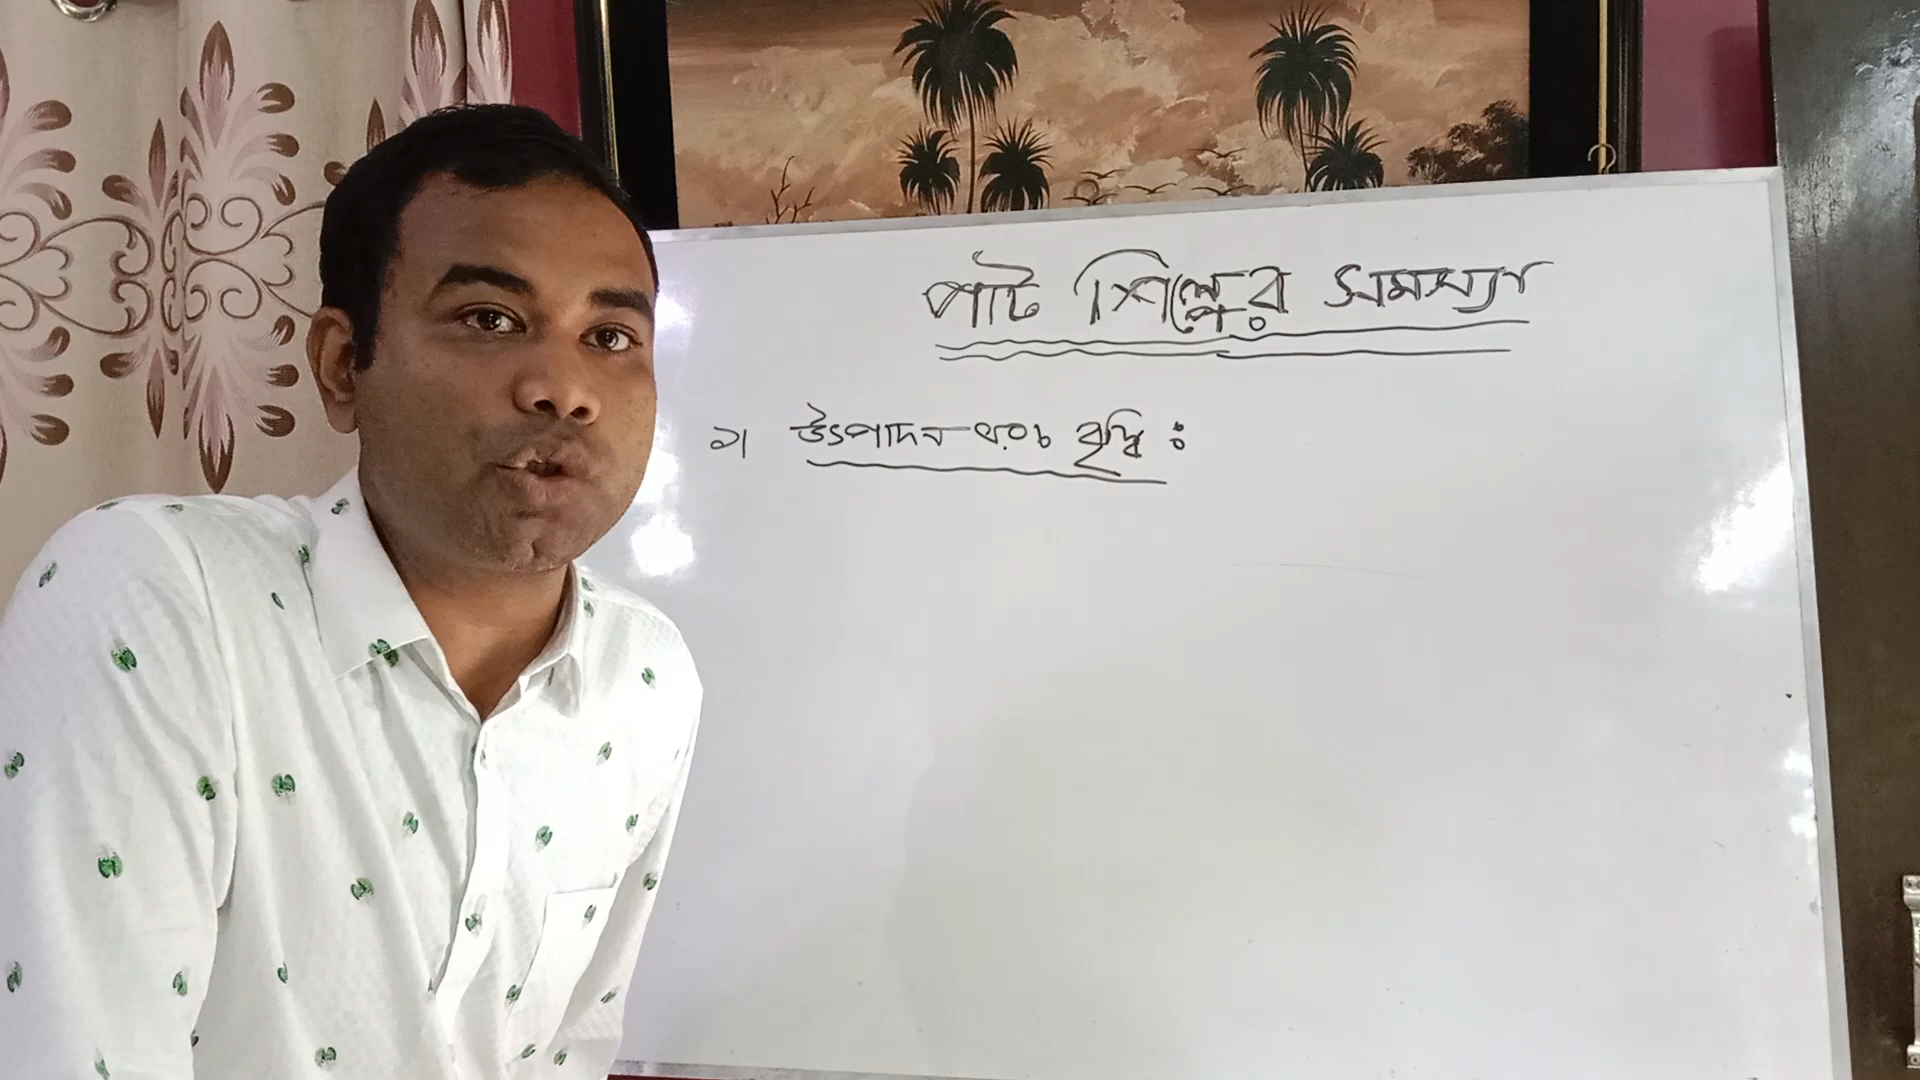 পাট শিল্পের সমস্যা
১। উৎপাদন খরচ বৃদ্ধি ঃ